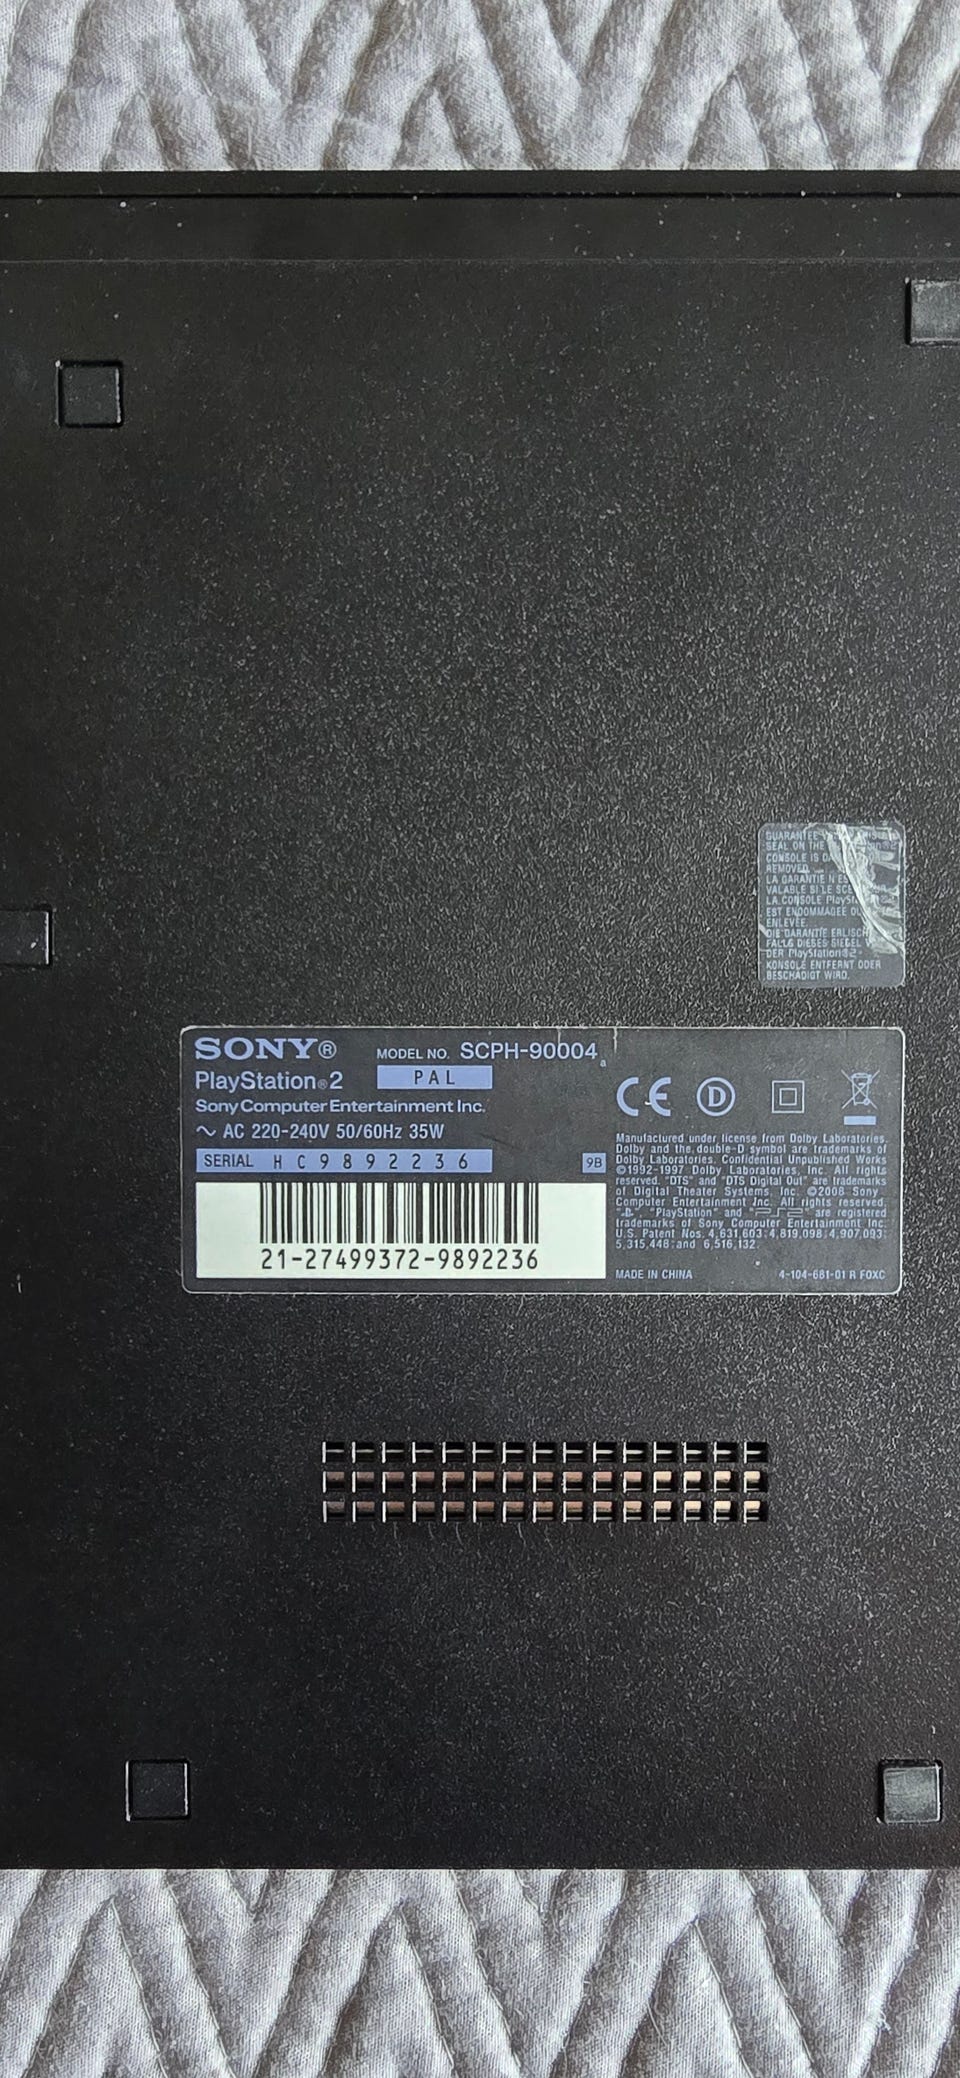 GUARANTEE
SEAL ON THE
CONSOLE IS
REMOVED
LA GARANTIE N'ES
VALABLE SI LE SCE
LA CONSOLE
EST ENDOMMAGEE OU
ENLEVEE.
DIE GARANTIE ERLISCH
FALLS DIESES SIEGEL
DER PlayStation®2-
KONSOLE ENTFERNT ODER
BESCHÄDIGT WIRD.
SONY® MODEL NO. SCPH-90004 a
PlayStation®2 PAL
Sony Computer Entertainment Inc.
~ AC 220-240V 50/60Hz 35W
SERIAL HC9892236 9B
21-27499372-9892236
CE D
Manufactured under license from Dolby Laboratories.
Dolby and the double-D symbol are trademarks of
Dolby Laboratories. Confidential Unpublished Works
©1992-1997 Dolby Laboratories, Inc. All rights
reserved. "DTS" and "DTS Digital Out" are trademarks
of Digital Theater Systems, Inc. ©2008 Sony
Computer Entertainment Inc. All rights reserved.
" ", "PlayStation" and "PS2" are registered
trademarks of Sony Computer Entertainment Inc.
U.S. Patent Nos. 4,631,603; 4,819,098; 4,907,093;
5,315,448; and 6,516,132.
MADE IN CHINA 4-104-681-01 R FOXC